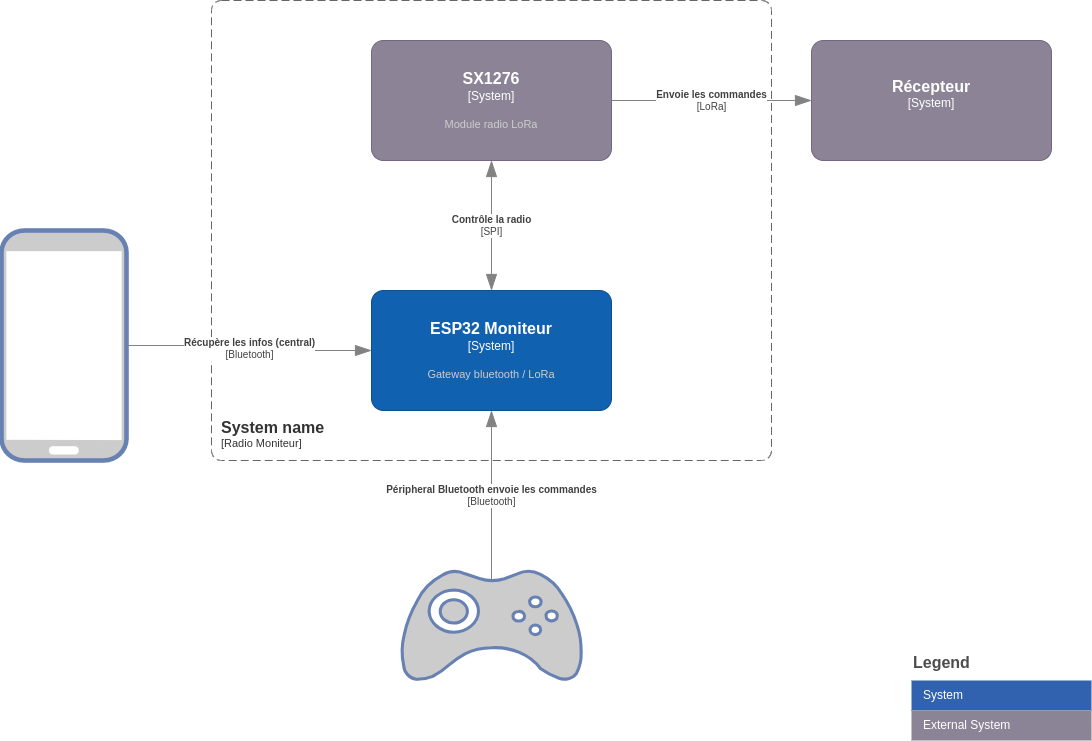 SX1276
[System]
Module radio LoRa
Envoie les commandes
[LoRa]
Récepteur
[System]
Contrôle la radio
[SPI]
ESP32 Moniteur
[System]
Gateway bluetooth / LoRa
Récupère les infos (central)
[Bluetooth]
System name
[Radio Moniteur]
Péripheral Bluetooth envoie les commandes
[Bluetooth]
Legend
System
External System